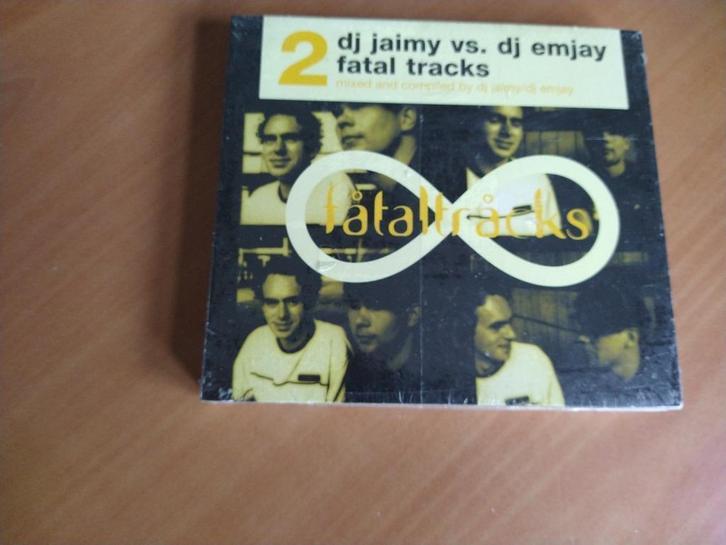 2
dj jaimy vs. dj emjay
fatal tracks
mixed and compiled by dj jaimy/dj emjay
fåtaltråcks